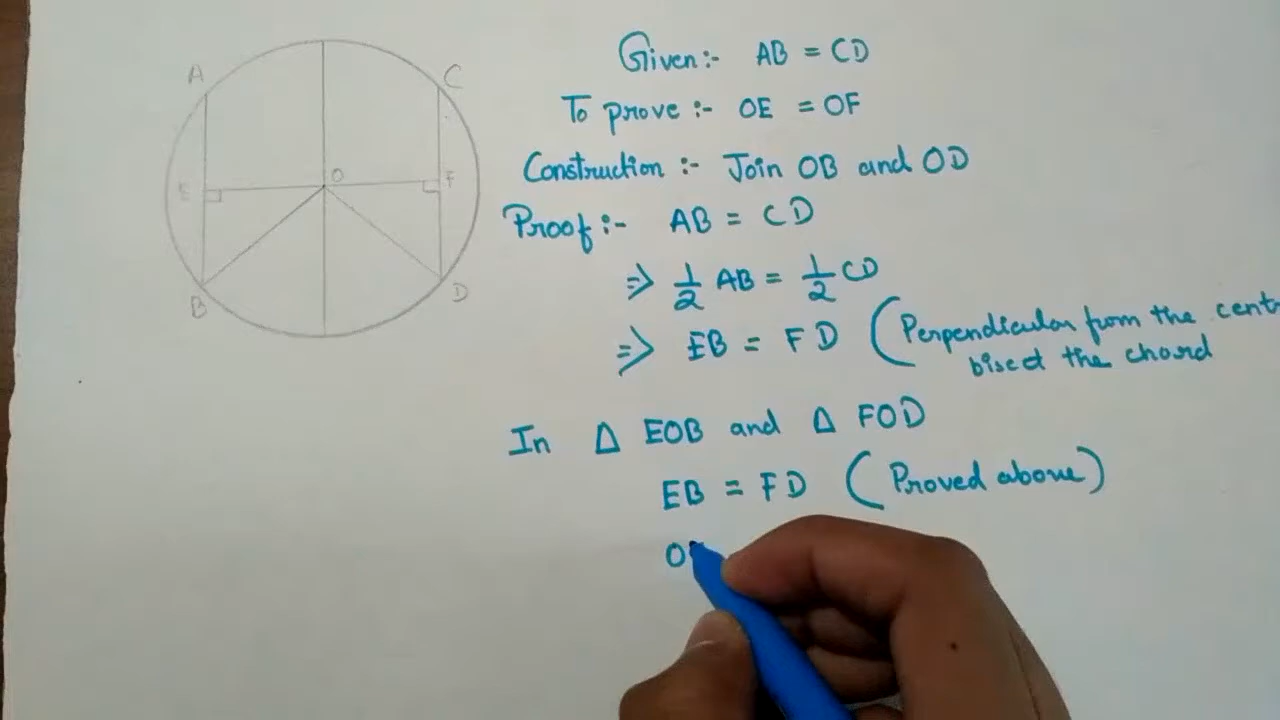 A
C
E
O
F
B
D
Given :- AB = CD
To prove :- OE = OF
Construction :- Join OB and OD
Proof :- AB = CD
⇒ 1/2 AB = 1/2 CD
⇒ EB = FD (Perpendicular from the cent
bisect the chord
In Δ EOB and Δ FOD
EB = FD (Proved above)
O